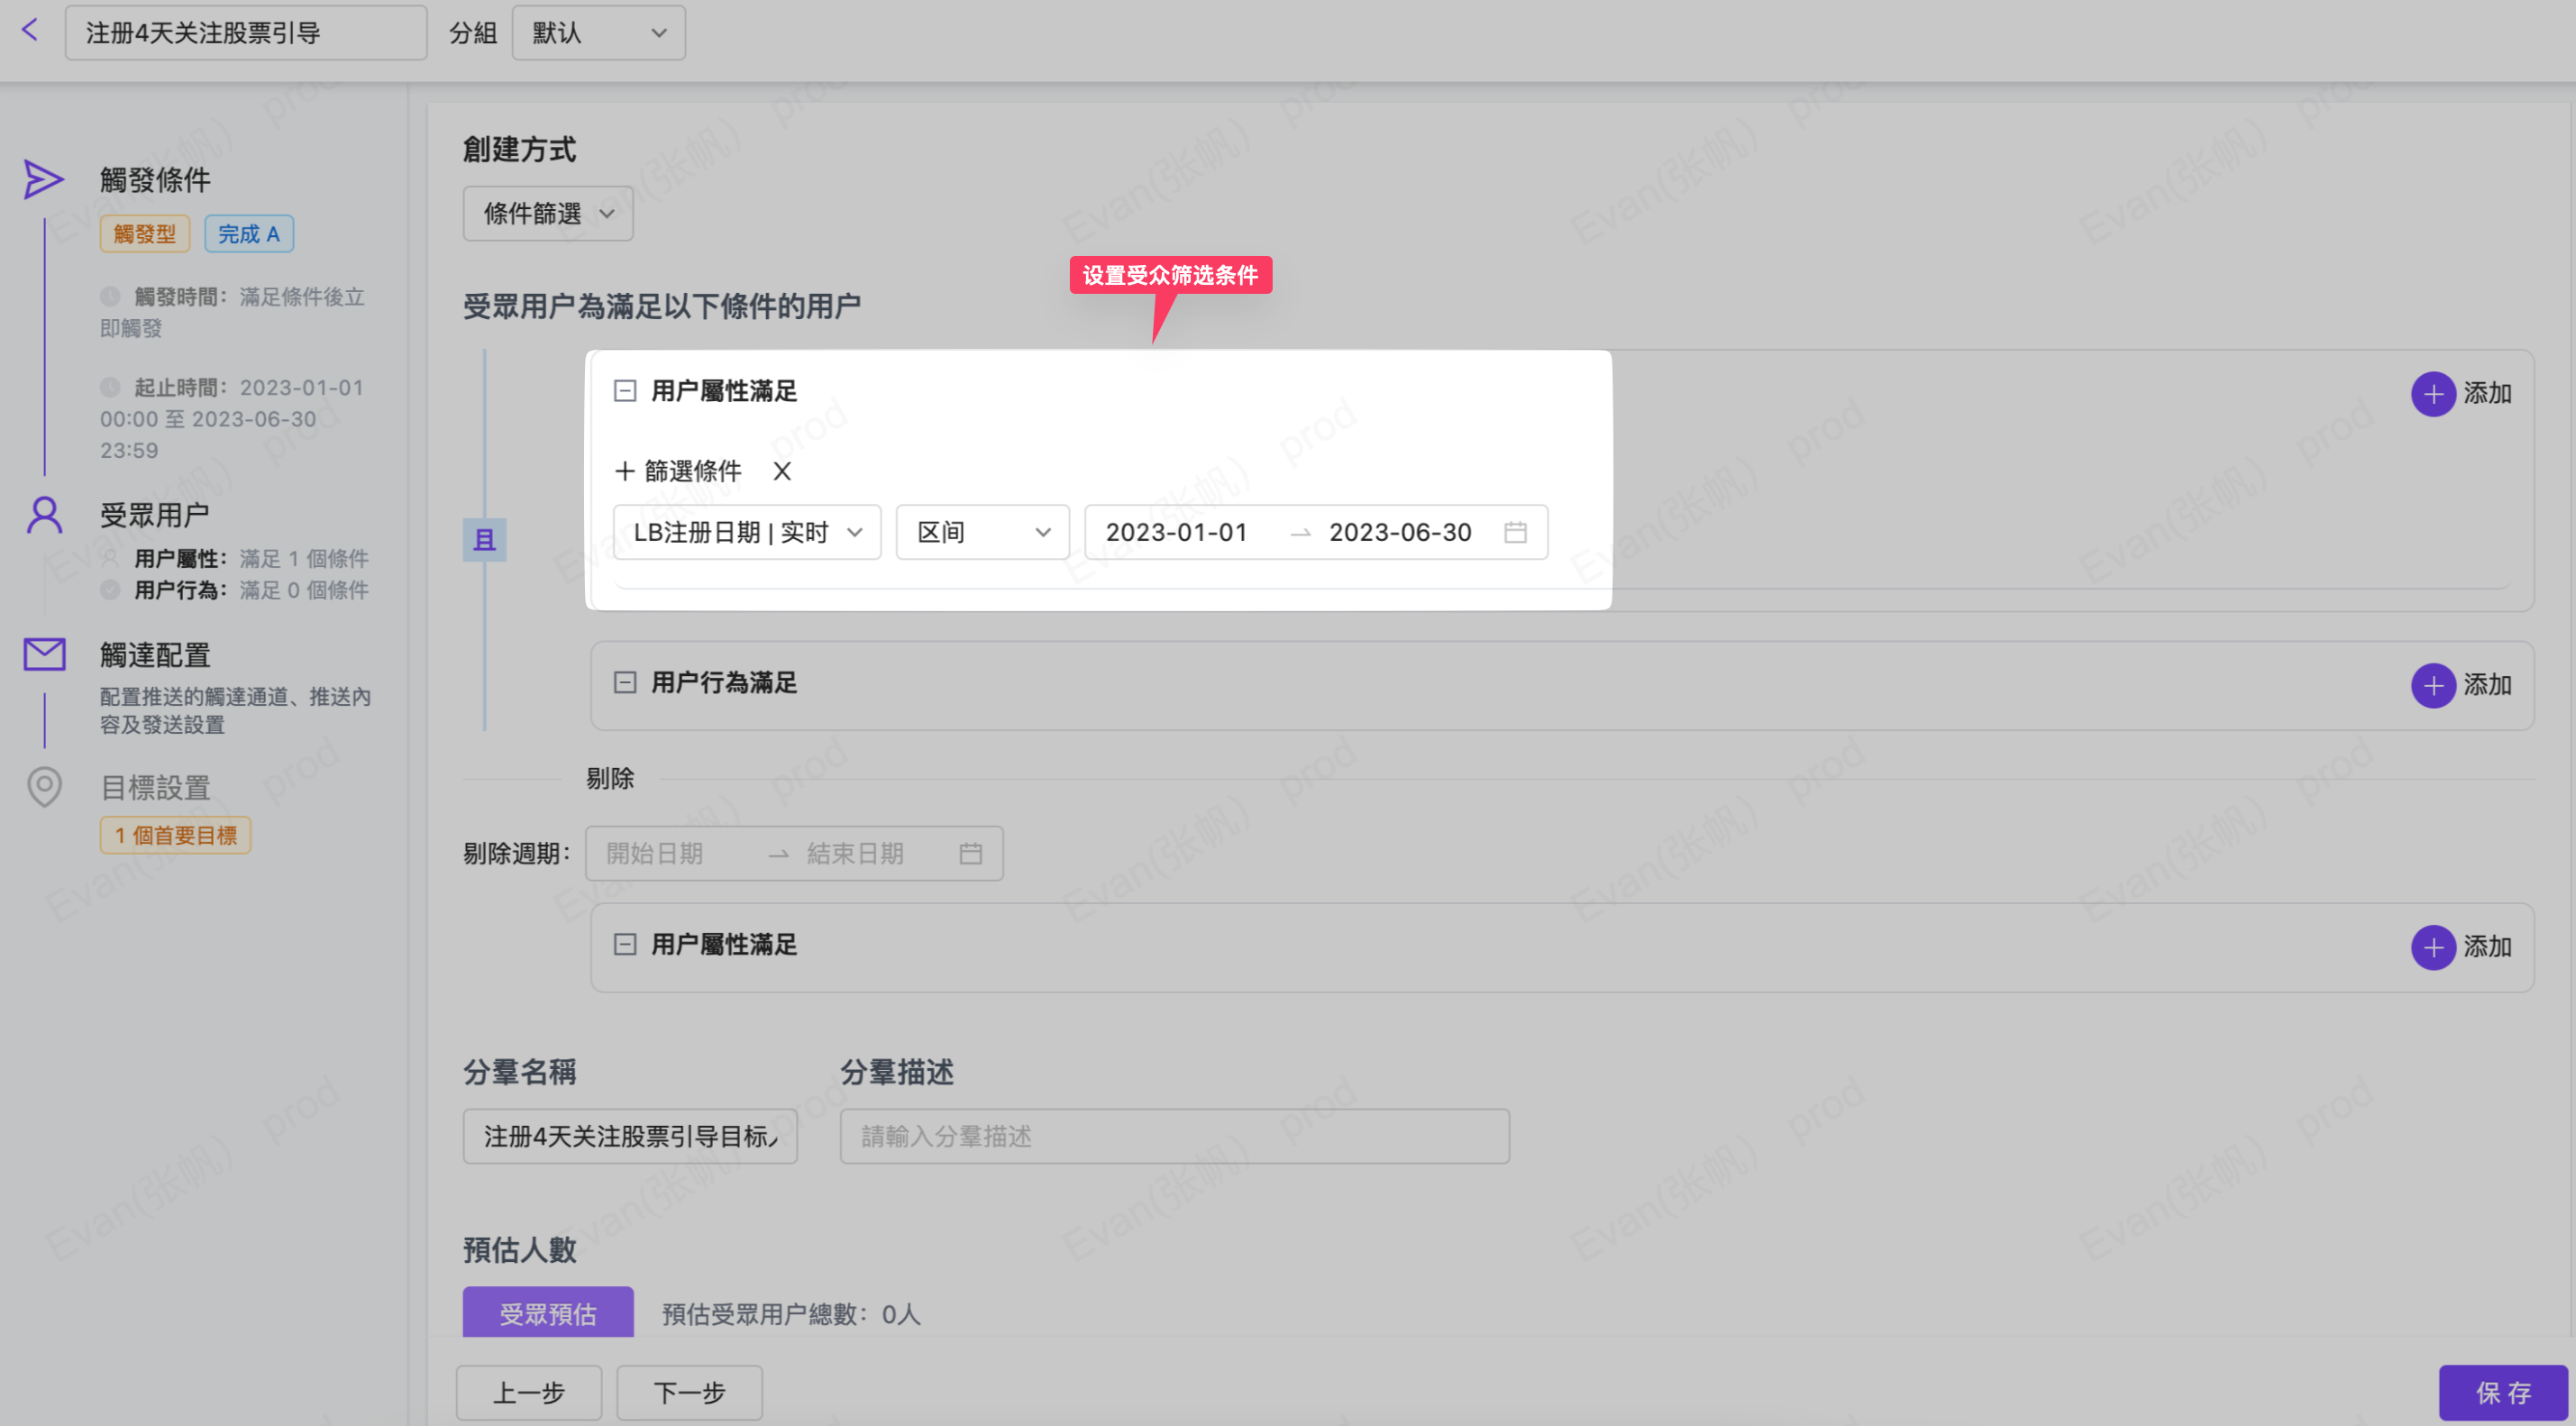 注册4天关注股票引导
分組
默认
觸發條件
觸發型
完成 A
觸發時間：滿足條件後立
即觸發
起止時間：2023-01-01
00:00 至 2023-06-30
23:59
受眾用户
用户屬性：滿足 1 個條件
用户行為：滿足 0 個條件
觸達配置
配置推送的觸達通道、推送內
容及發送設置
目標設置
1 個首要目標
創建方式
條件篩選
设置受众筛选条件
受眾用户為滿足以下條件的用户
且
用户屬性滿足
添加
篩選條件
LB注册日期 | 实时
区间
2023-01-01
2023-06-30
用户行為滿足
添加
剔除
剔除週期：
開始日期
結束日期
用户屬性滿足
添加
分羣名稱
分羣描述
注册4天关注股票引导目标
請輸入分羣描述
預估人數
受眾預估
預估受眾用户總數：0人
上一步
下一步
保存
Evan(张帆） prod